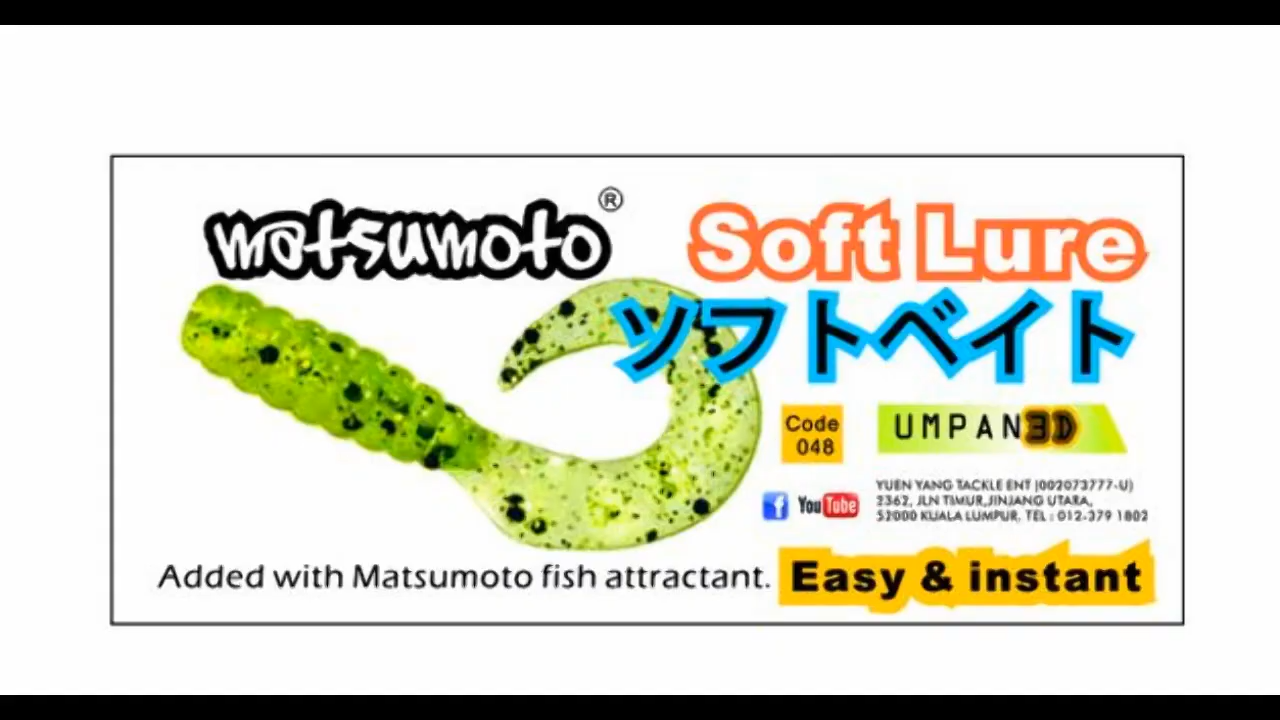 matsumoto®
Soft Lure
ソフトベイト
Code
048
UMPAN3D
f YouTube
YUEN YANG TACKLE ENT (002073777-U)
2362, JLN TIMUR,JINJANG UTARA,
52000 KUALA LUMPUR, TEL : 012-379 1802
Added with Matsumoto fish attractant.
Easy & instant